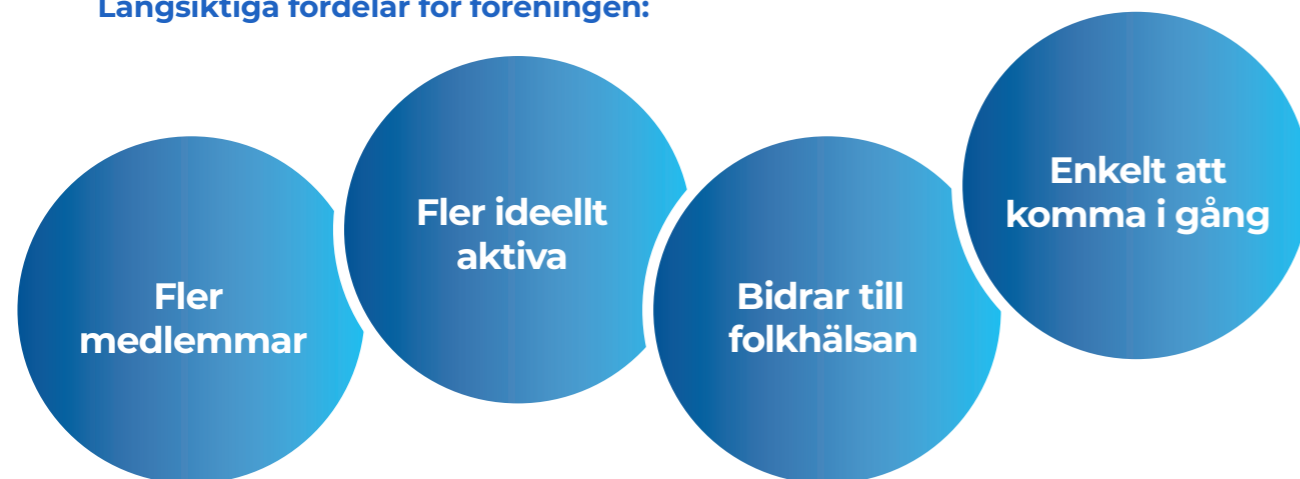 Långsiktiga fördelar för föreningen:
Fler
medlemmar
Fler ideellt
aktiva
Bidrar till
folkhälsan
Enkelt att
komma i gång